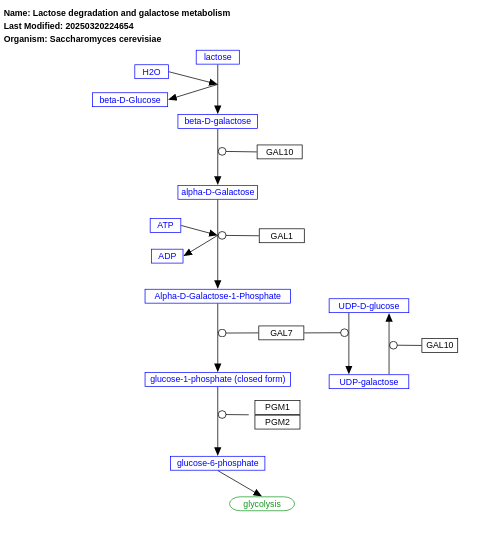 Name: Lactose degradation and galactose metabolism
Last Modified: 20250320224654
Organism: Saccharomyces cerevisiae
lactose
H2O
beta-D-Glucose
beta-D-galactose
GAL10
alpha-D-Galactose
ATP
GAL1
ADP
Alpha-D-Galactose-1-Phosphate
UDP-D-glucose
GAL7
GAL10
glucose-1-phosphate (closed form)
UDP-galactose
PGM1
PGM2
glucose-6-phosphate
glycolysis